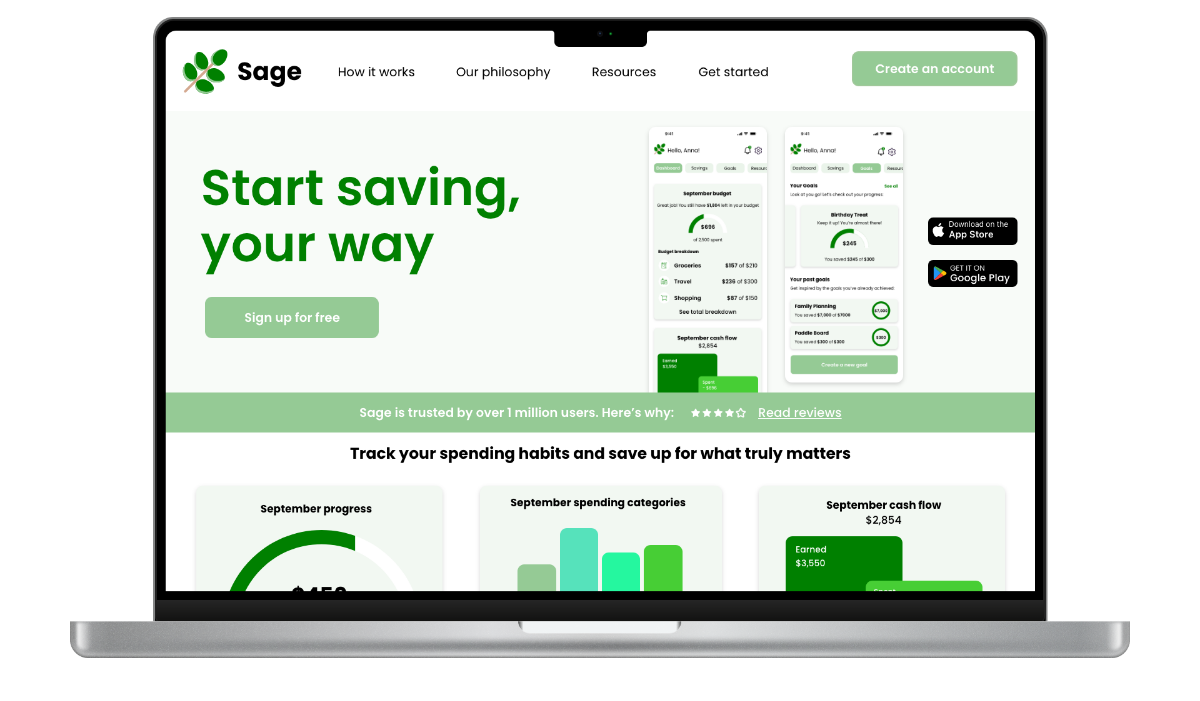 Sage
How it works
Our philosophy
Resources
Get started
Create an account
Start saving,
your way
Sign up for free
9:41
Hello, Anna!
Dashboard
Savings
Goals
Resour
September budget
Great job! You still have $1,804 left in your budget
$696
of 2,500 spent
Budget breakdown
Groceries
$157 of $210
Travel
$236 of $300
Shopping
$87 of $150
See total breakdown
September cash flow
$2,854
Earned
$3,550
Spent
- $696
9:41
Hello, Anna!
Dashboard
Savings
Goals
Resour
Your Goals
See all
Look at you go! Let's check out your progress
Birthday Treat
Keep it up! You're almost there!
$245
You saved $245 of $300
Your past goals
Get inspired by the goals you've already achieved
Family Planning
You saved $7,000 of $7000
$7,000
Paddle Board
You saved $300 of $300
$300
Create a new goal
Download on the
App Store
GET IT ON
Google Play
Sage is trusted by over 1 million users. Here's why:
Read reviews
Track your spending habits and save up for what truly matters
September progress
September spending categories
September cash flow
$2,854
Earned
$3,550